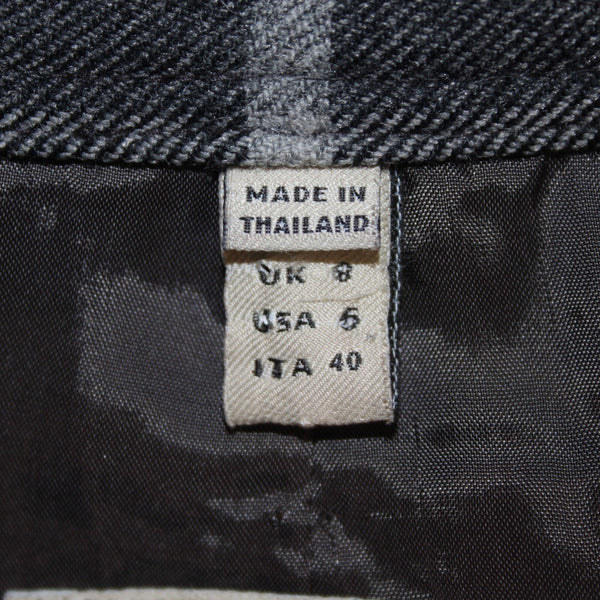 MADE IN
THAILAND
UK 8
USA 6
ITA 40